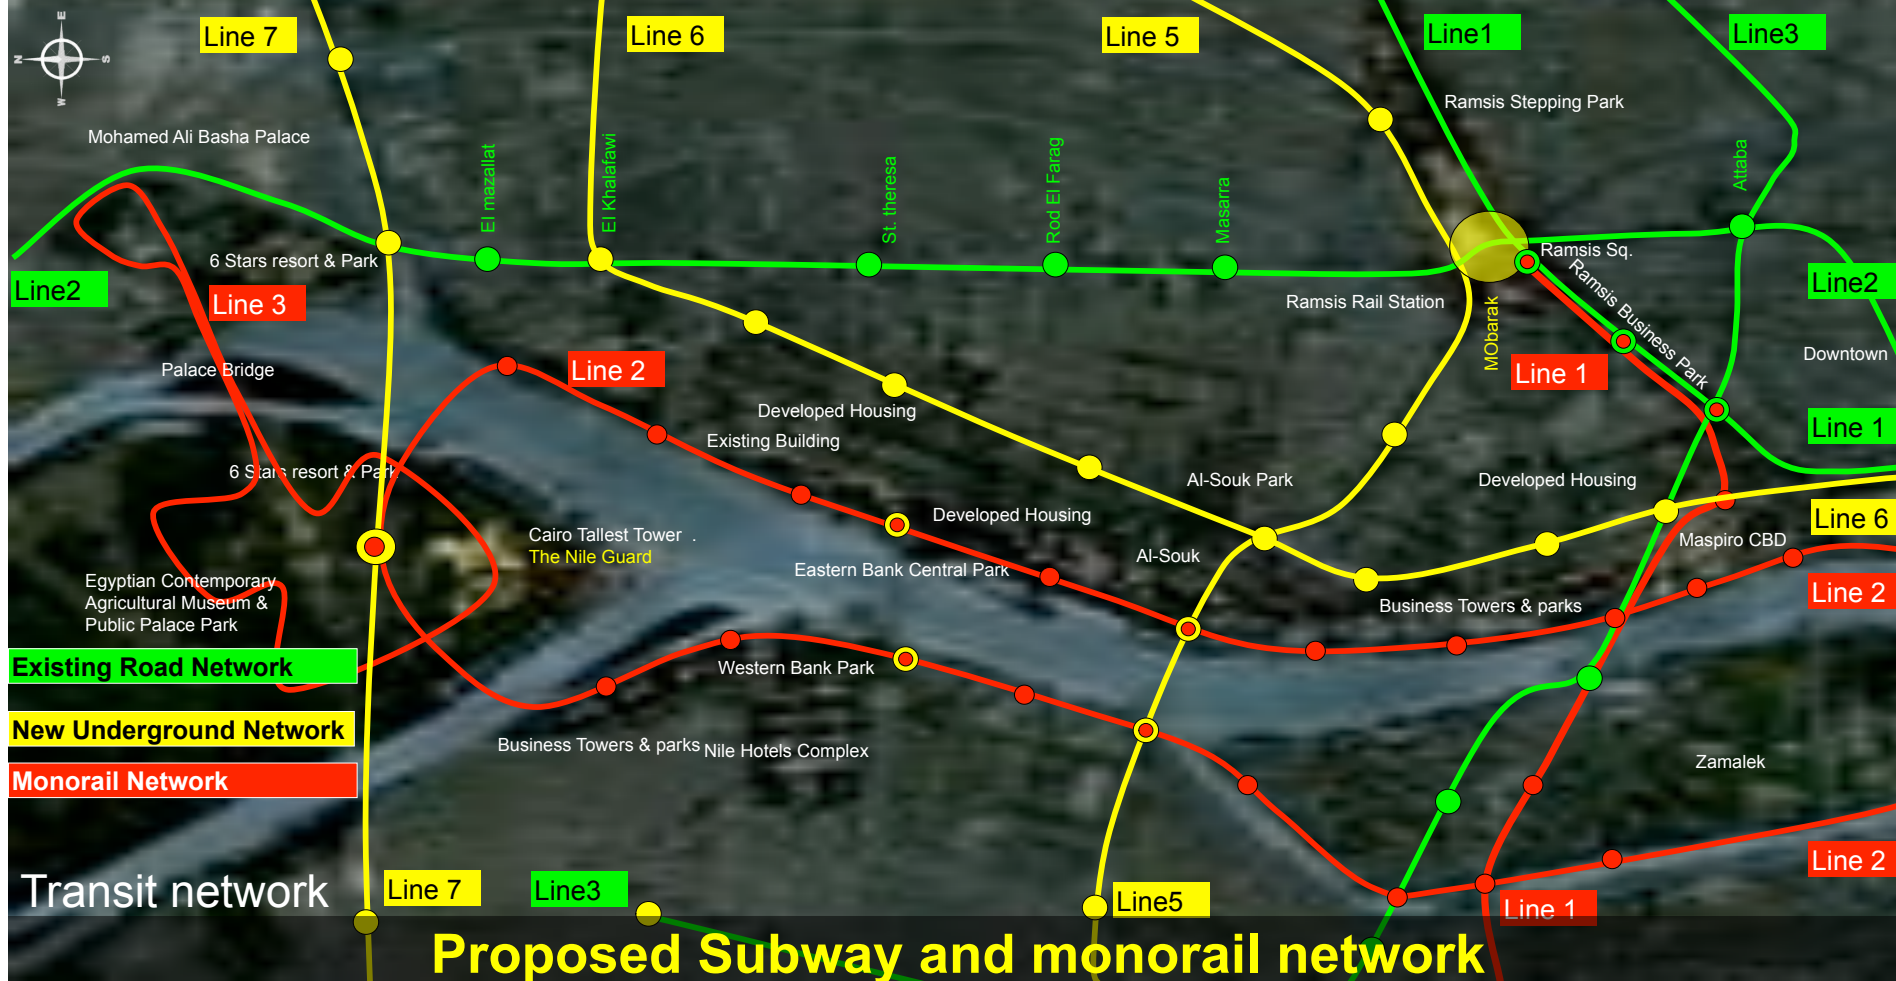 E
N
S
W
Line 7
Line 6
Line 5
Line1
Line3
Mohamed Ali Basha Palace
Ramsis Stepping Park
El mazallat
El Khalafawi
St. theresa
Rod El Farag
Masarra
Attaba
6 Stars resort & Park
Ramsis Sq.
Line2
Line 3
Ramsis Rail Station
MObarak
Ramsis Business Park
Line2
Palace Bridge
Line 2
Line 1
Downtown
Developed Housing
Existing Building
Line 1
6 Stars resort & Park
Al-Souk Park
Developed Housing
Cairo Tallest Tower .
The Nile Guard
Developed Housing
Line 6
Al-Souk
Maspiro CBD
Eastern Bank Central Park
Egyptian Contemporary
Agricultural Museum &
Public Palace Park
Business Towers & parks
Line 2
Existing Road Network
Western Bank Park
New Underground Network
Business Towers & parks
Nile Hotels Complex
Zamalek
Monorail Network
Transit network
Line 7
Line3
Line5
Line 1
Line 2
Proposed Subway and monorail network